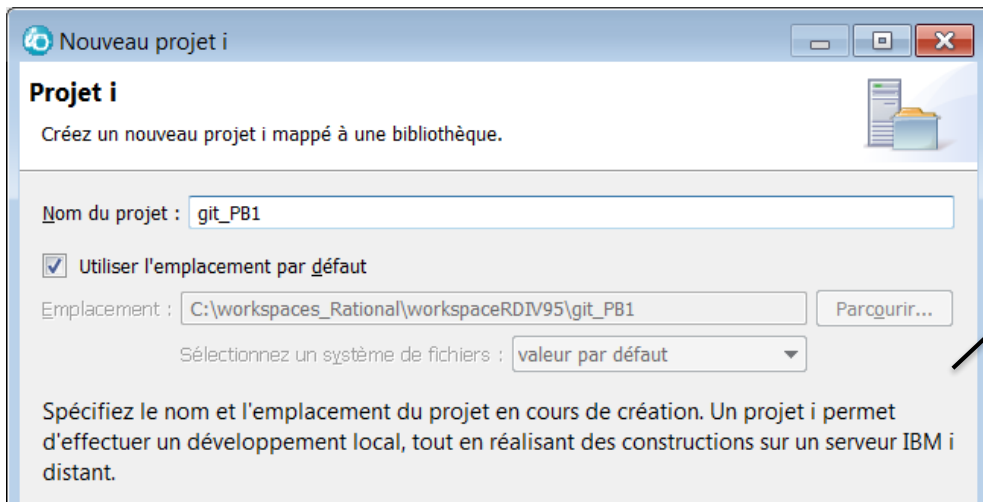 Nouveau projet i
Projet i
Créez un nouveau projet i mappé à une bibliothèque.
Nom du projet : git_PB1
Utiliser l'emplacement par défaut
Emplacement : C:\workspaces_Rational\workspaceRDIV95\git_PB1 Parcourir...
Sélectionnez un système de fichiers : valeur par défaut
Spécifiez le nom et l'emplacement du projet en cours de création. Un projet i permet
d'effectuer un développement local, tout en réalisant des constructions sur un serveur IBM i
distant.